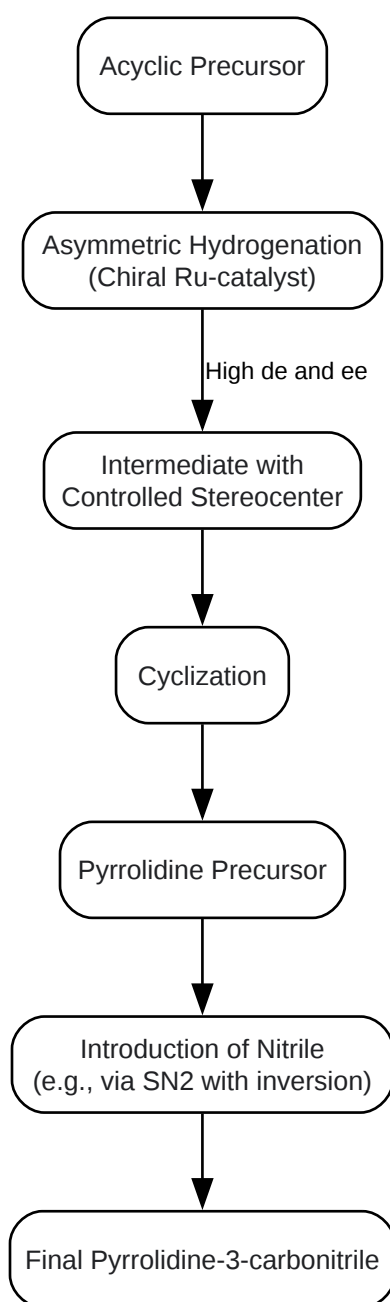 Acyclic Precursor
Asymmetric Hydrogenation
(Chiral Ru-catalyst)
High de and ee
Intermediate with
Controlled Stereocenter
Cyclization
Pyrrolidine Precursor
Introduction of Nitrile
(e.g., via SN2 with inversion)
Final Pyrrolidine-3-carbonitrile